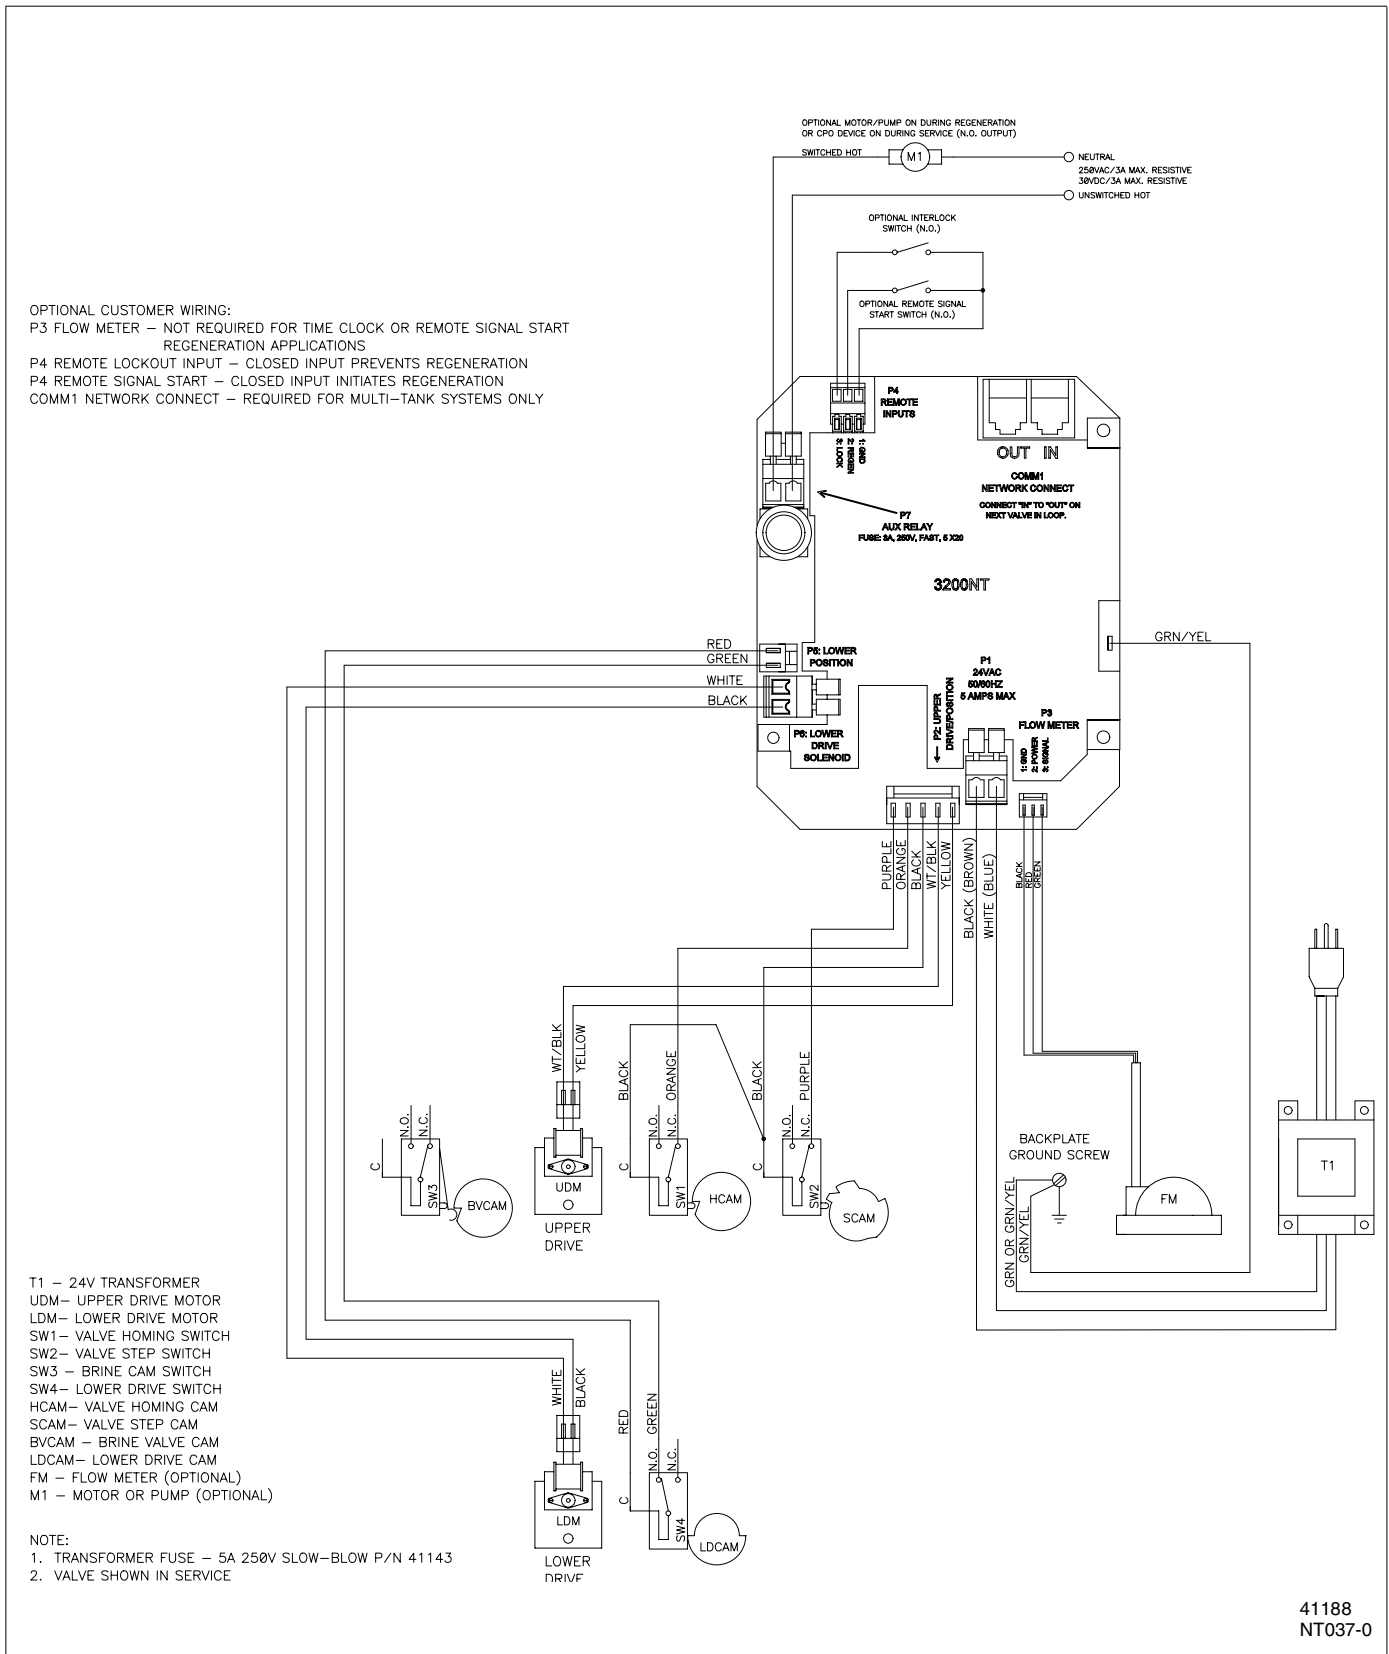 OPTIONAL MOTOR/PUMP ON DURING REGENERATION
OR CPO DEVICE ON DURING SERVICE (N.O. OUTPUT)
SWITCHED HOT
M1
NEUTRAL
250VAC/3A MAX. RESISTIVE
30VDC/3A MAX. RESISTIVE
UNSWITCHED HOT
OPTIONAL INTERLOCK
SWITCH (N.O.)
OPTIONAL REMOTE SIGNAL
START SWITCH (N.O.)
OPTIONAL CUSTOMER WIRING:
P3 FLOW METER – NOT REQUIRED FOR TIME CLOCK OR REMOTE SIGNAL START
REGENERATION APPLICATIONS
P4 REMOTE LOCKOUT INPUT – CLOSED INPUT PREVENTS REGENERATION
P4 REMOTE SIGNAL START – CLOSED INPUT INITIATES REGENERATION
COMM1 NETWORK CONNECT – REQUIRED FOR MULTI-TANK SYSTEMS ONLY
P4
REMOTE
INPUTS
3: LOCK
2: REGEN
1: GND
OUT IN
COMM1
NETWORK CONNECT
CONNECT "IN" TO "OUT" ON
NEXT VALVE IN LOOP.
P7
AUX RELAY
FUSE: 3A, 250V, FAST, 5 X20
3200NT
RED
GREEN
WHITE
BLACK
P5: LOWER
POSITION
P6: LOWER
DRIVE
SOLENOID
P2: UPPER
DRIVE/POSITION
P1
24VAC
50/60HZ
5 AMPS MAX
P3
FLOW METER
1: GND
2: POWER
3: SIGNAL
GRN/YEL
PURPLE
ORANGE
BLACK
WT/BLK
YELLOW
BLACK (BROWN)
WHITE (BLUE)
BLACK
RED
GREEN
WT/BLK
YELLOW
BLACK
ORANGE
BLACK
PURPLE
C
N.O.
N.C.
SW3
BVCAM
UDM
UPPER
DRIVE
C
N.O.
N.C.
SW1
HCAM
C
N.O.
N.C.
SW2
SCAM
BACKPLATE
GROUND SCREW
GRN OR GRN/YEL
GRN/YEL
FM
T1
T1 – 24V TRANSFORMER
UDM– UPPER DRIVE MOTOR
LDM– LOWER DRIVE MOTOR
SW1– VALVE HOMING SWITCH
SW2– VALVE STEP SWITCH
SW3 – BRINE CAM SWITCH
SW4– LOWER DRIVE SWITCH
HCAM– VALVE HOMING CAM
SCAM– VALVE STEP CAM
BVCAM – BRINE VALVE CAM
LDCAM– LOWER DRIVE CAM
FM – FLOW METER (OPTIONAL)
M1 – MOTOR OR PUMP (OPTIONAL)
WHITE
BLACK
LDM
LOWER
DRIVE
RED
GREEN
C
N.O.
N.C.
SW4
LDCAM
NOTE:
1. TRANSFORMER FUSE – 5A 250V SLOW-BLOW P/N 41143
2. VALVE SHOWN IN SERVICE
41188
NT037-0